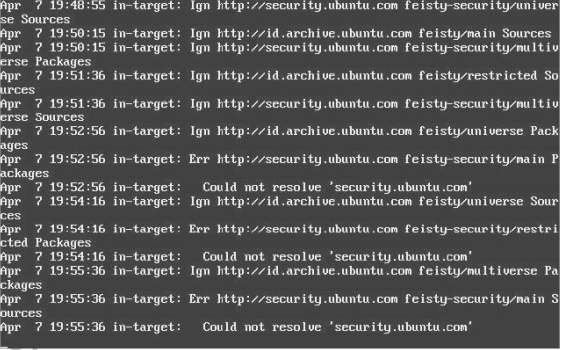 Apr  7 19:48:55 in-target: Ign http://security.ubuntu.com feisty-security/univer
se Sources
Apr  7 19:50:15 in-target: Ign http://id.archive.ubuntu.com feisty/main Sources
Apr  7 19:50:15 in-target: Ign http://security.ubuntu.com feisty-security/multiv
erse Packages
Apr  7 19:51:36 in-target: Ign http://id.archive.ubuntu.com feisty/restricted So
urces
Apr  7 19:51:36 in-target: Ign http://security.ubuntu.com feisty-security/multiv
erse Sources
Apr  7 19:52:56 in-target: Ign http://id.archive.ubuntu.com feisty/universe Pack
ages
Apr  7 19:52:56 in-target: Err http://security.ubuntu.com feisty-security/main P
ackages
Apr  7 19:52:56 in-target:   Could not resolve 'security.ubuntu.com'
Apr  7 19:54:16 in-target: Ign http://id.archive.ubuntu.com feisty/universe Sour
ces
Apr  7 19:54:16 in-target: Err http://security.ubuntu.com feisty-security/restri
cted Packages
Apr  7 19:54:16 in-target:   Could not resolve 'security.ubuntu.com'
Apr  7 19:55:36 in-target: Ign http://id.archive.ubuntu.com feisty/multiverse Pa
ckages
Apr  7 19:55:36 in-target: Err http://security.ubuntu.com feisty-security/main S
ources
Apr  7 19:55:36 in-target:   Could not resolve 'security.ubuntu.com'